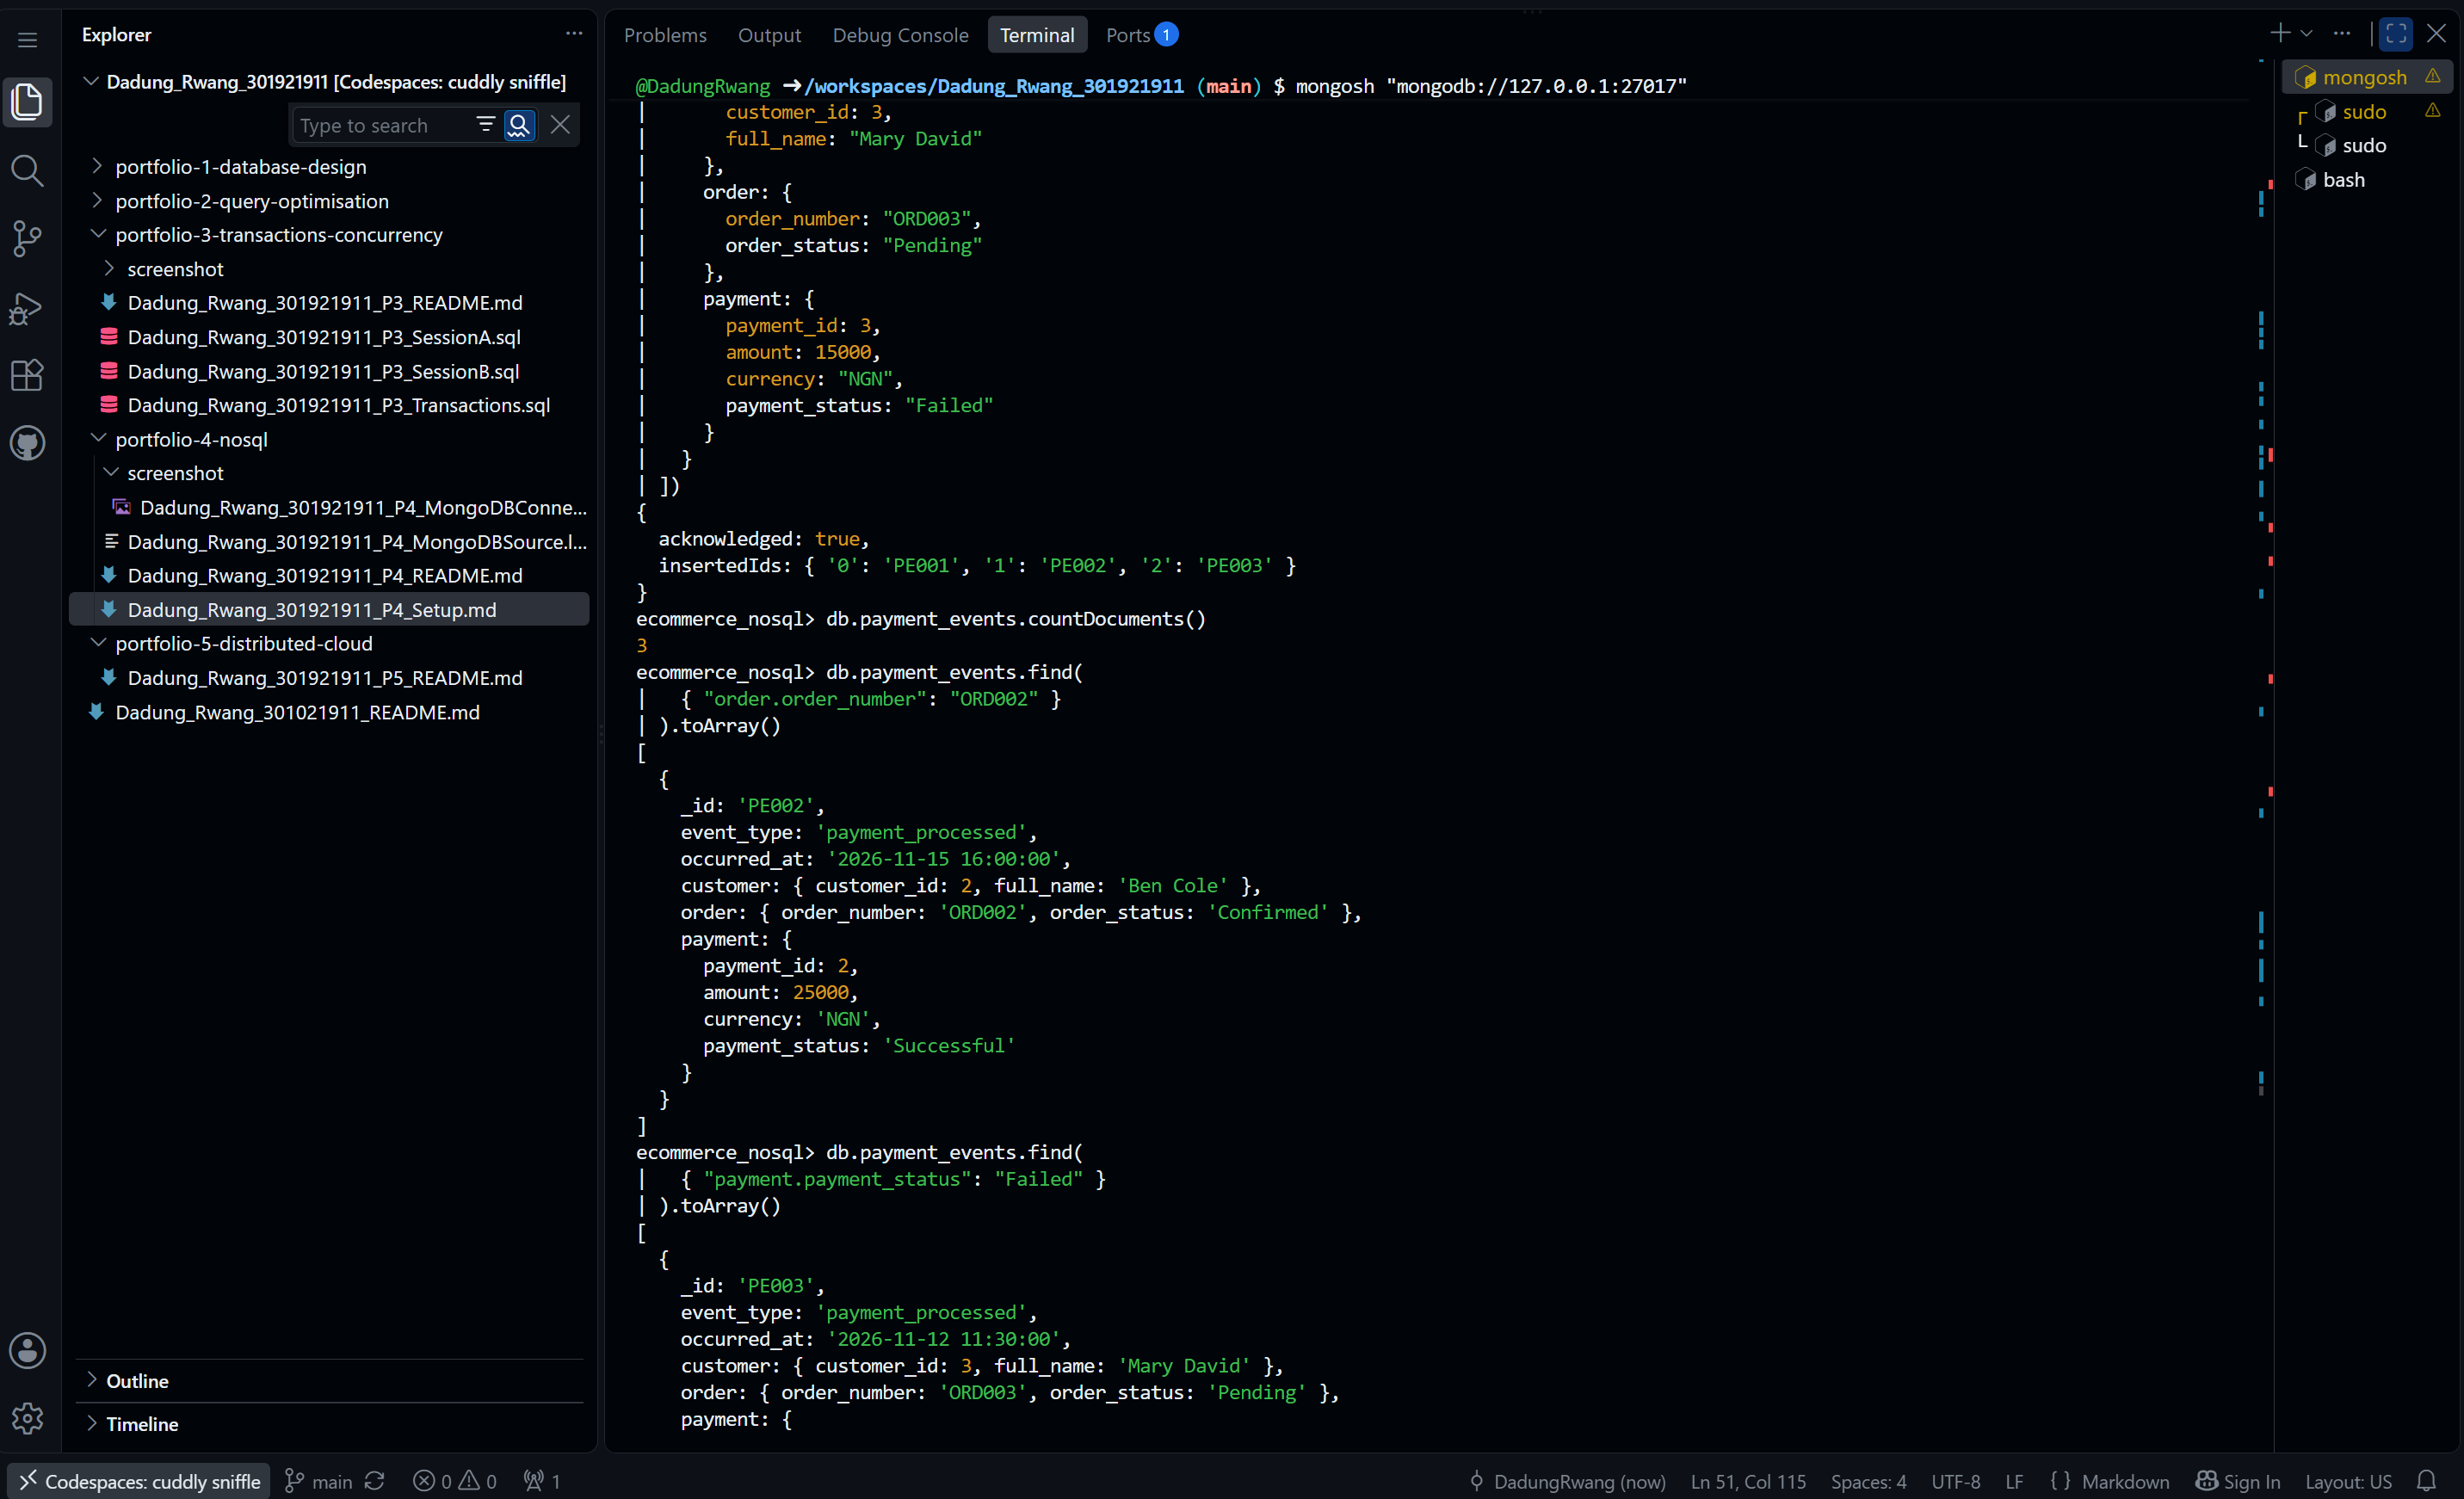 Explorer
Dadung_Rwang_301921911 [Codespaces: cuddly sniffle]
Type to search
portfolio-1-database-design
portfolio-2-query-optimisation
portfolio-3-transactions-concurrency
screenshot
Dadung_Rwang_301921911_P3_README.md
Dadung_Rwang_301921911_P3_SessionA.sql
Dadung_Rwang_301921911_P3_SessionB.sql
Dadung_Rwang_301921911_P3_Transactions.sql
portfolio-4-nosql
screenshot
Dadung_Rwang_301921911_P4_MongoDBConne...
Dadung_Rwang_301921911_P4_MongoDBSource.l...
Dadung_Rwang_301921911_P4_README.md
Dadung_Rwang_301921911_P4_Setup.md
portfolio-5-distributed-cloud
Dadung_Rwang_301921911_P5_README.md
Dadung_Rwang_301021911_README.md
Outline
Timeline
Problems Output Debug Console Terminal Ports 1
@DadungRwang ➜/workspaces/Dadung_Rwang_301921911 (main) $ mongosh "mongodb://127.0.0.1:27017"
|       customer_id: 3,
|       full_name: "Mary David"
|     },
|     order: {
|       order_number: "ORD003",
|       order_status: "Pending"
|     },
|     payment: {
|       payment_id: 3,
|       amount: 15000,
|       currency: "NGN",
|       payment_status: "Failed"
|     }
|   }
| ])
{
  acknowledged: true,
  insertedIds: { '0': 'PE001', '1': 'PE002', '2': 'PE003' }
}
ecommerce_nosql> db.payment_events.countDocuments()
3
ecommerce_nosql> db.payment_events.find(
|   { "order.order_number": "ORD002" }
| ).toArray()
[
  {
    _id: 'PE002',
    event_type: 'payment_processed',
    occurred_at: '2026-11-15 16:00:00',
    customer: { customer_id: 2, full_name: 'Ben Cole' },
    order: { order_number: 'ORD002', order_status: 'Confirmed' },
    payment: {
      payment_id: 2,
      amount: 25000,
      currency: 'NGN',
      payment_status: 'Successful'
    }
  }
]
ecommerce_nosql> db.payment_events.find(
|   { "payment.payment_status": "Failed" }
| ).toArray()
[
  {
    _id: 'PE003',
    event_type: 'payment_processed',
    occurred_at: '2026-11-12 11:30:00',
    customer: { customer_id: 3, full_name: 'Mary David' },
    order: { order_number: 'ORD003', order_status: 'Pending' },
    payment: {
mongosh
sudo
sudo
bash
Codespaces: cuddly sniffle main 0 0 1 DadungRwang (now) Ln 51, Col 115 Spaces: 4 UTF-8 LF { } Markdown Sign In Layout: US